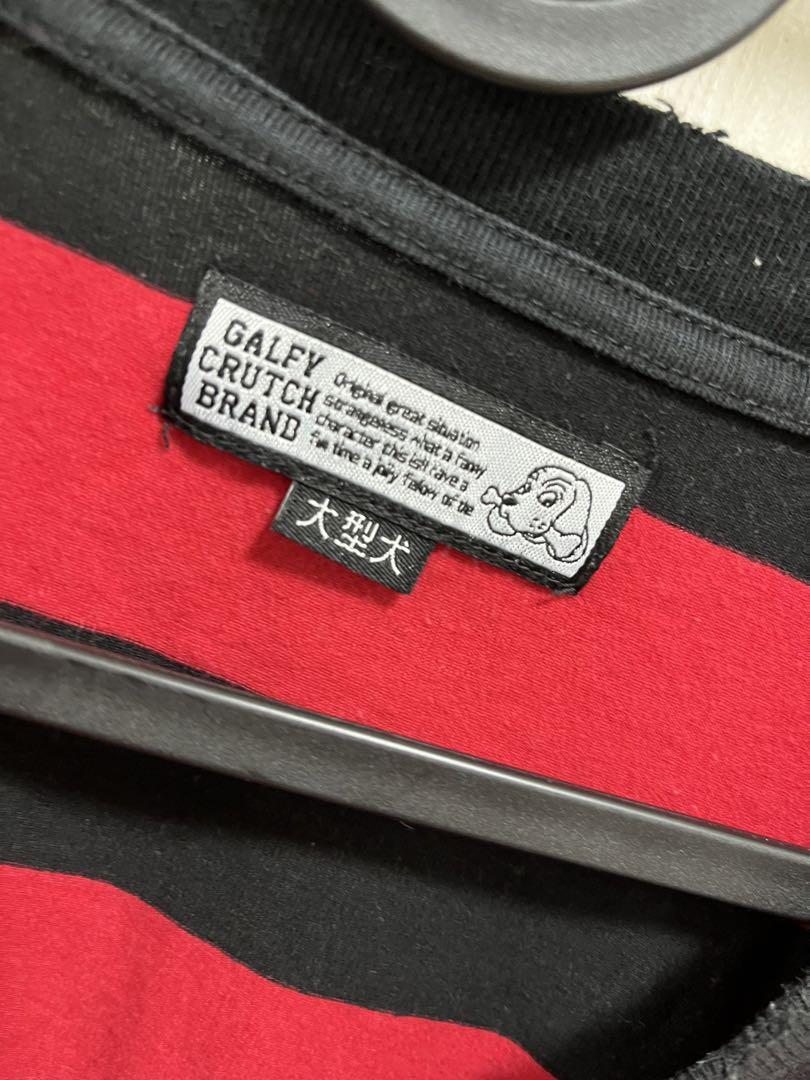 GALFY
CRUTCH
BRAND
Original great situation
strangeness what a funny
character this is!I have a
fun time a jolly fellow of the
大型犬